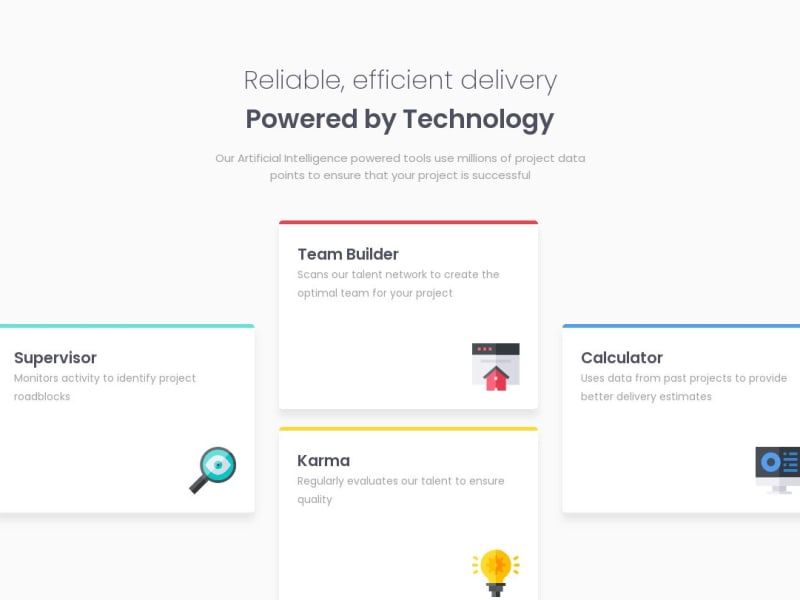 Reliable, efficient delivery
Powered by Technology
Our Artificial Intelligence powered tools use millions of project data
points to ensure that your project is successful
Team Builder
Scans our talent network to create the
optimal team for your project
Supervisor
Monitors activity to identify project
roadblocks
Calculator
Uses data from past projects to provide
better delivery estimates
Karma
Regularly evaluates our talent to ensure
quality